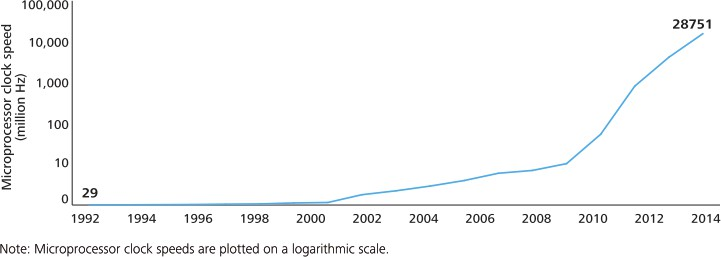 100,000
10,000
1,000
100
10
0
Microprocessor clock speed
(million Hz)
29
28751
1992 1994 1996 1998 2000 2002 2004 2006 2008 2010 2012 2014
Note: Microprocessor clock speeds are plotted on a logarithmic scale.